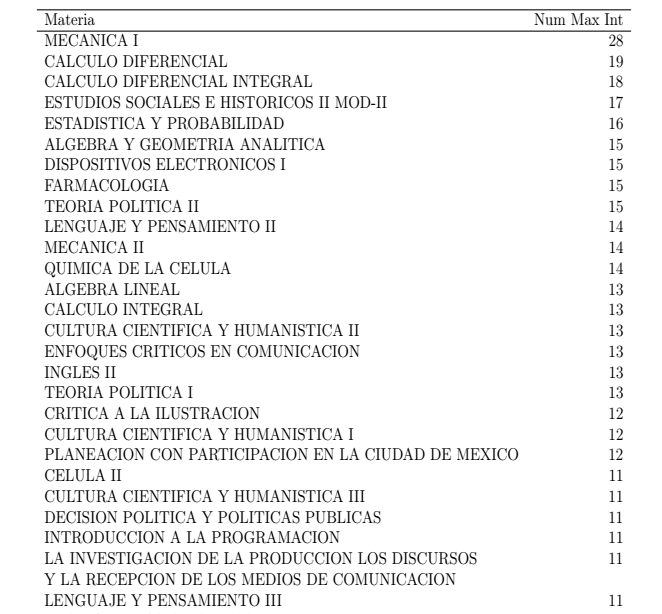 Materia Num Max Int
MECANICA I 28
CALCULO DIFERENCIAL 19
CALCULO DIFERENCIAL INTEGRAL 18
ESTUDIOS SOCIALES E HISTORICOS II MOD-II 17
ESTADISTICA Y PROBABILIDAD 16
ALGEBRA Y GEOMETRIA ANALITICA 15
DISPOSITIVOS ELECTRONICOS I 15
FARMACOLOGIA 15
TEORIA POLITICA II 15
LENGUAJE Y PENSAMIENTO II 14
MECANICA II 14
QUIMICA DE LA CELULA 14
ALGEBRA LINEAL 13
CALCULO INTEGRAL 13
CULTURA CIENTIFICA Y HUMANISTICA II 13
ENFOQUES CRITICOS EN COMUNICACION 13
INGLES II 13
TEORIA POLITICA I 13
CRITICA A LA ILUSTRACION 12
CULTURA CIENTIFICA Y HUMANISTICA I 12
PLANEACION CON PARTICIPACION EN LA CIUDAD DE MEXICO 12
CELULA II 11
CULTURA CIENTIFICA Y HUMANISTICA III 11
DECISION POLITICA Y POLITICAS PUBLICAS 11
INTRODUCCION A LA PROGRAMACION 11
LA INVESTIGACION DE LA PRODUCCION LOS DISCURSOS 11
Y LA RECEPCION DE LOS MEDIOS DE COMUNICACION
LENGUAJE Y PENSAMIENTO III 11